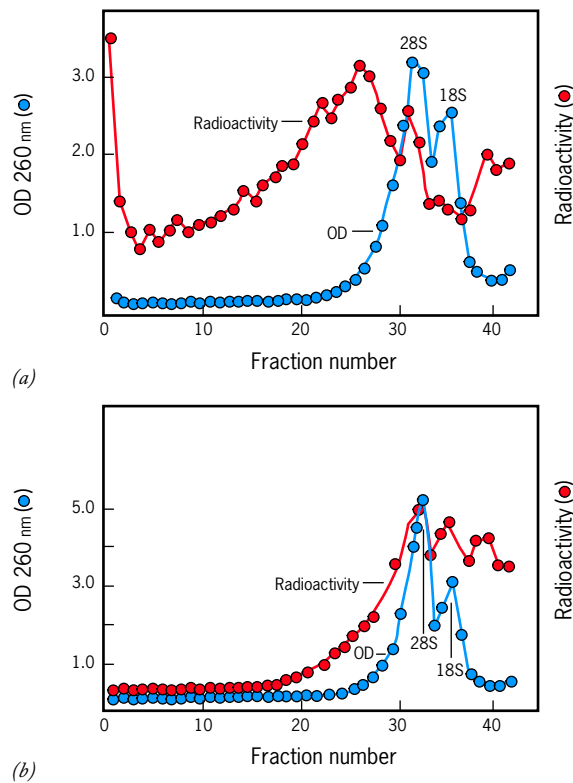 28S
18S
3.0
2.0
1.0
Radioactivity
OD
OD 260 nm (●)
Radioactivity (●)
0 10 20 30 40
Fraction number
(a)
5.0
3.0
1.0
Radioactivity
OD
28S
18S
OD 260 nm (●)
Radioactivity (●)
0 10 20 30 40
Fraction number
(b)